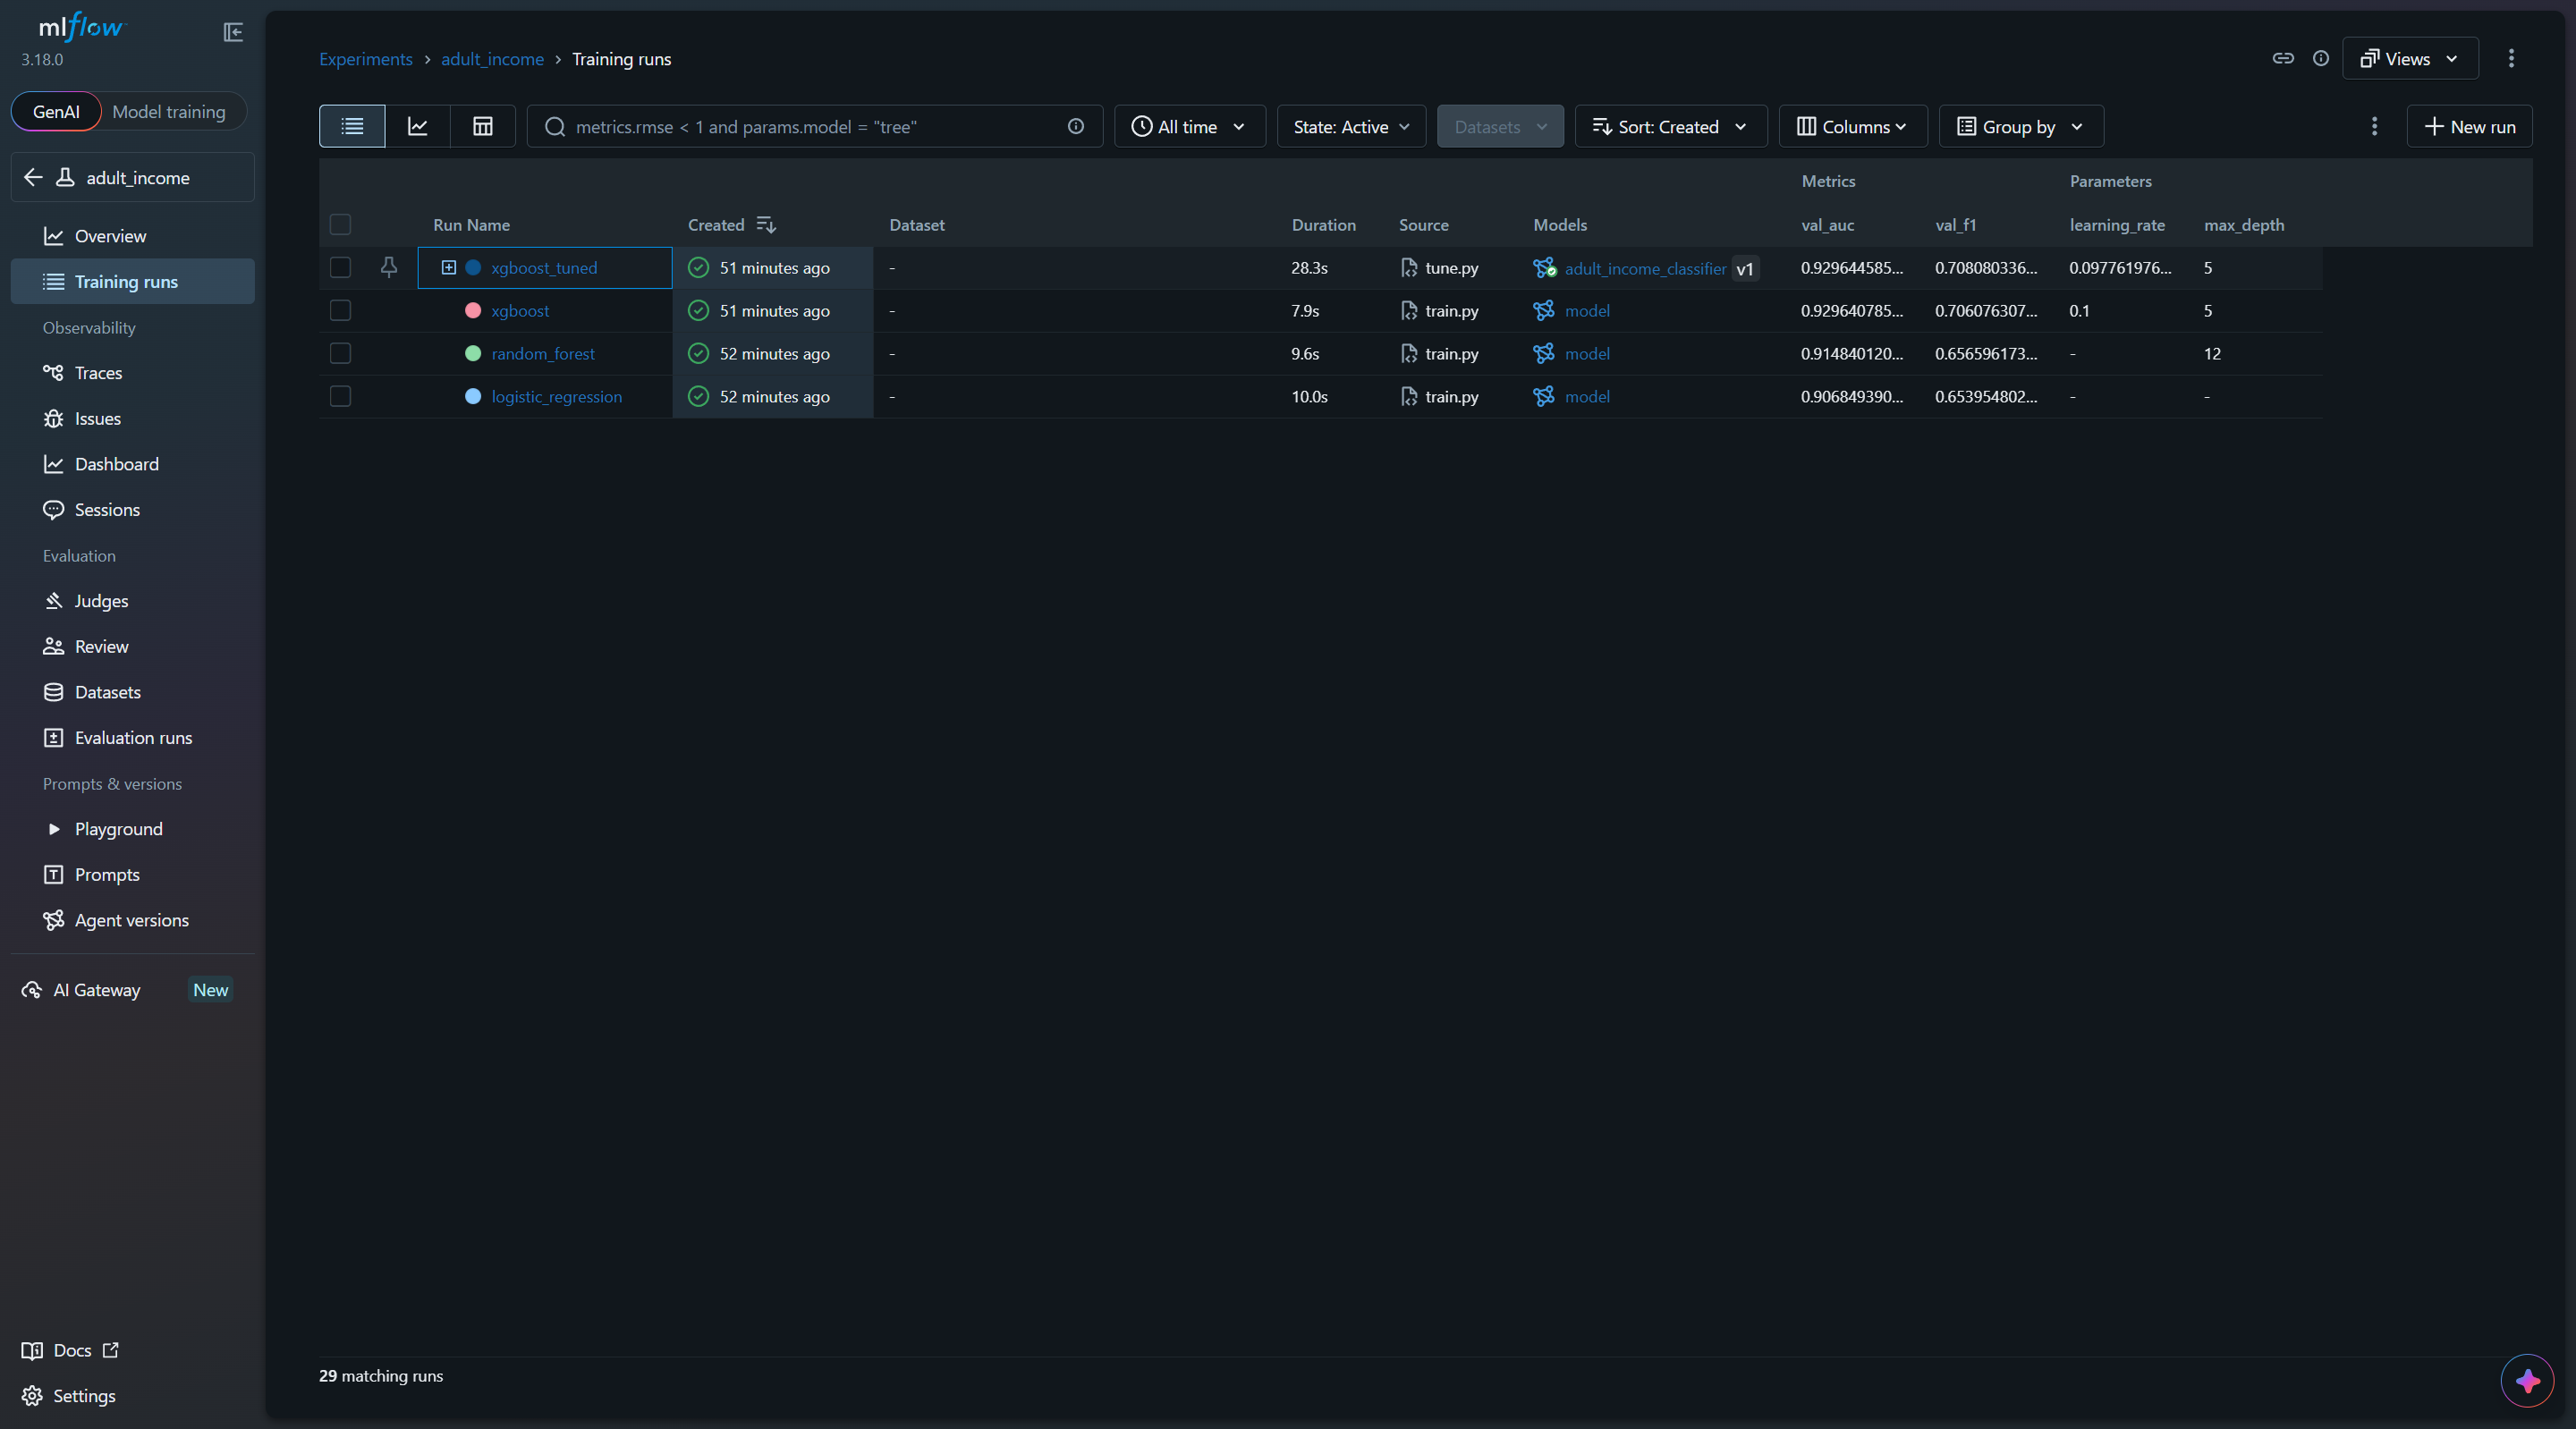 mlflow
3.18.0
GenAI Model training
adult_income
Overview
Training runs
Observability
Traces
Issues
Dashboard
Sessions
Evaluation
Judges
Review
Datasets
Evaluation runs
Prompts & versions
Playground
Prompts
Agent versions
AI Gateway New
Docs
Settings
Experiments > adult_income > Training runs
Views
metrics.rmse < 1 and params.model = "tree" All time State: Active Datasets Sort: Created Columns Group by New run
Metrics Parameters
Run Name Created Dataset Duration Source Models val_auc val_f1 learning_rate max_depth
xgboost_tuned 51 minutes ago - 28.3s tune.py adult_income_classifier v1 0.929644585... 0.708080336... 0.097761976... 5
xgboost 51 minutes ago - 7.9s train.py model 0.929640785... 0.706076307... 0.1 5
random_forest 52 minutes ago - 9.6s train.py model 0.914840120... 0.656596173... - 12
logistic_regression 52 minutes ago - 10.0s train.py model 0.906849390... 0.653954802... - -
29 matching runs